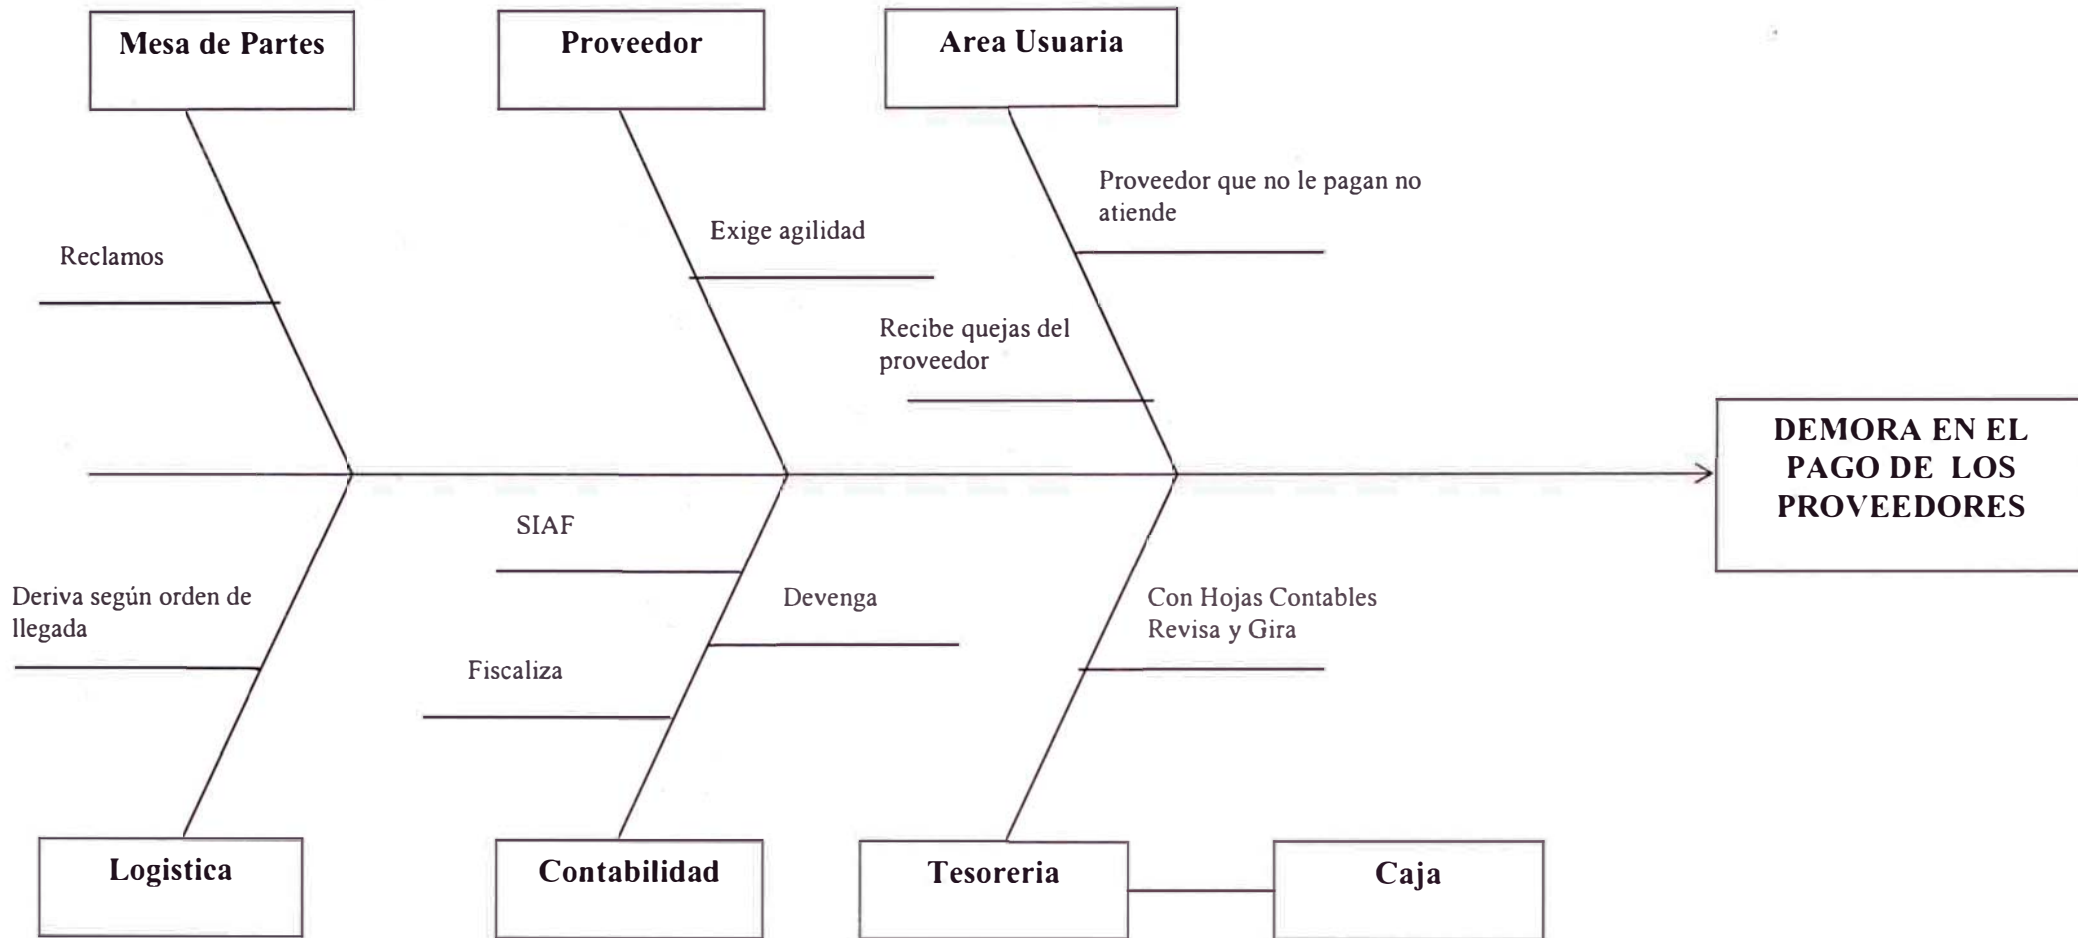 Mesa de Partes
Proveedor
Area Usuaria
Proveedor que no le pagan no
atiende
Exige agilidad
Reclamos
Recibe quejas del
proveedor
DEMORA EN EL
PAGO DE LOS
PROVEEDORES
SIAF
Deriva según orden de
llegada
Devenga
Con Hojas Contables
Revisa y Gira
Fiscaliza
Logistica
Contabilidad
Tesoreria
Caja